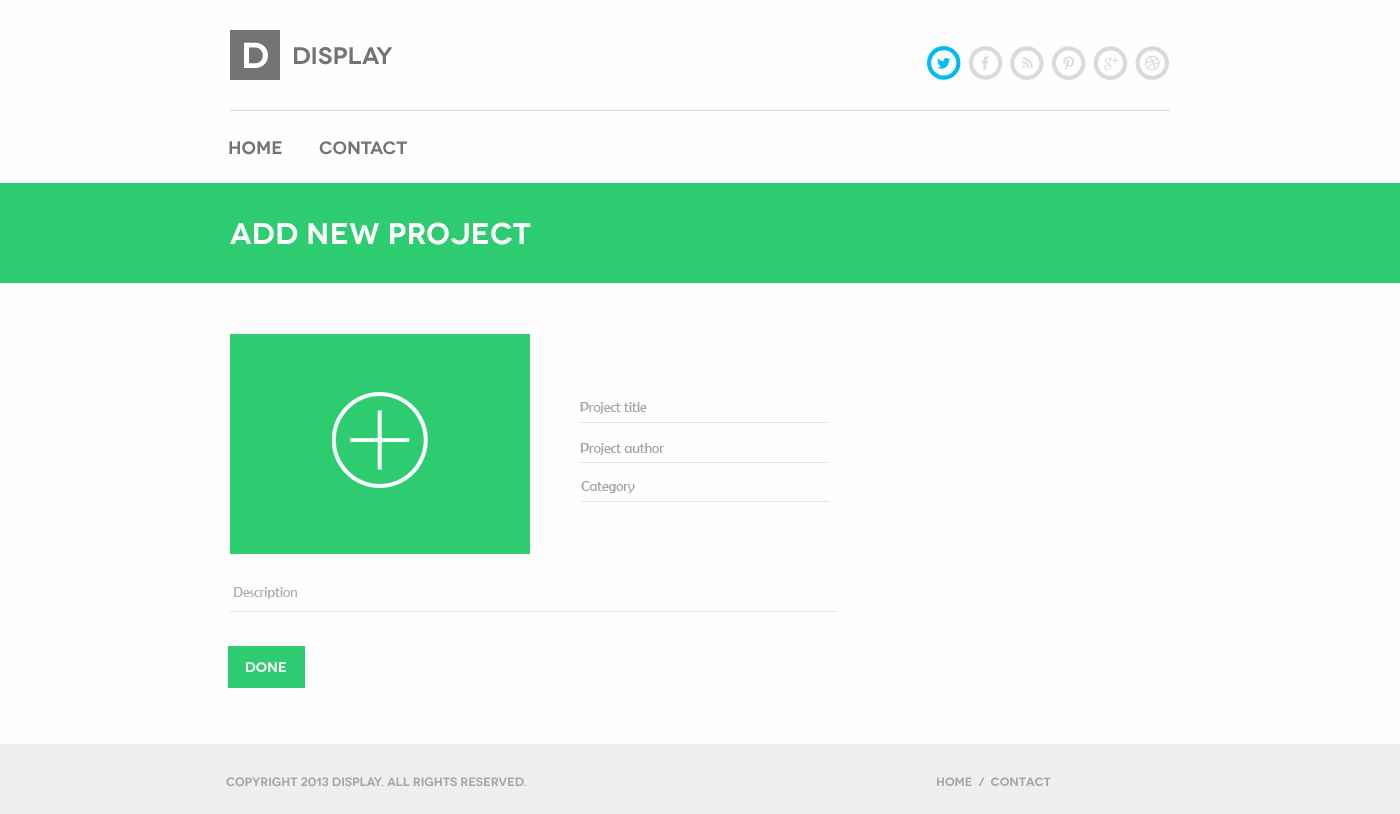 D DISPLAY
HOME CONTACT
ADD NEW PROJECT
Project title
Project author
Category
Description
DONE
COPYRIGHT 2013 DISPLAY. ALL RIGHTS RESERVED. HOME / CONTACT